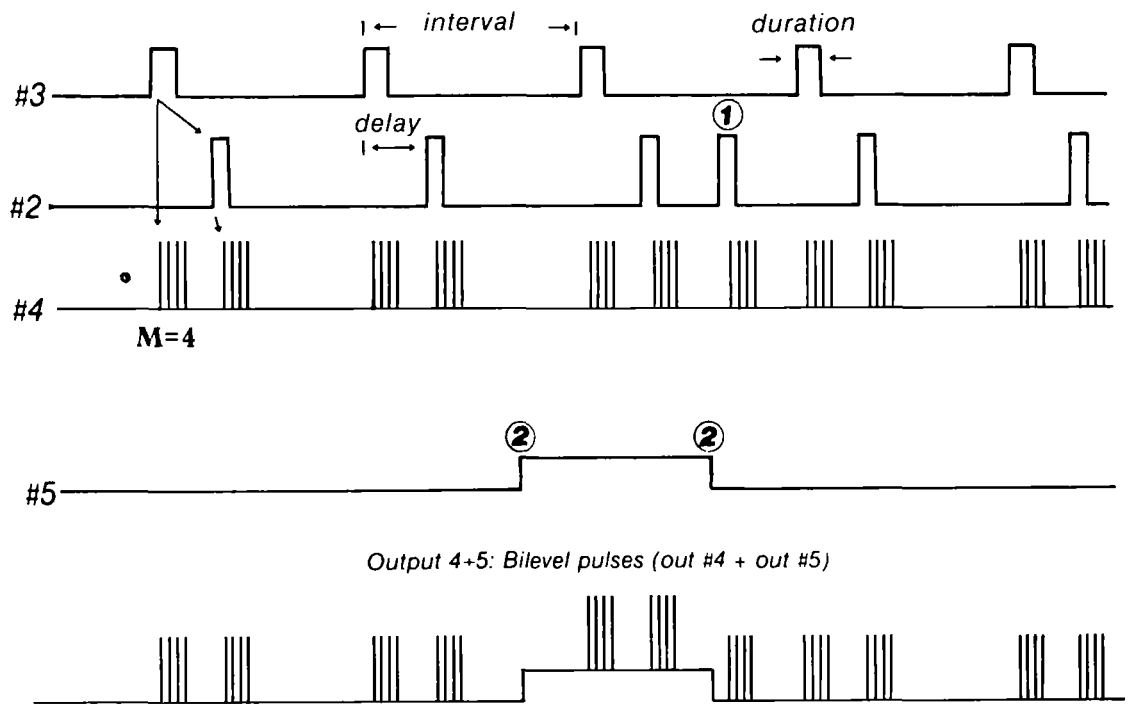 interval
duration
#3
①
delay
#2
#4
M=4
② ②
#5
Output 4+5: Bilevel pulses (out #4 + out #5)